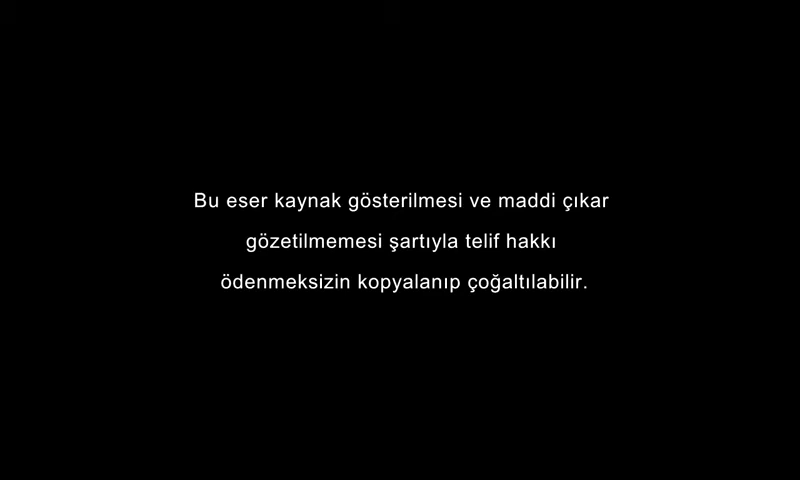 Bu eser kaynak gösterilmesi ve maddi çıkar
gözetilmemesi şartıyla telif hakkı
ödenmeksizin kopyalanıp çoğaltılabilir.